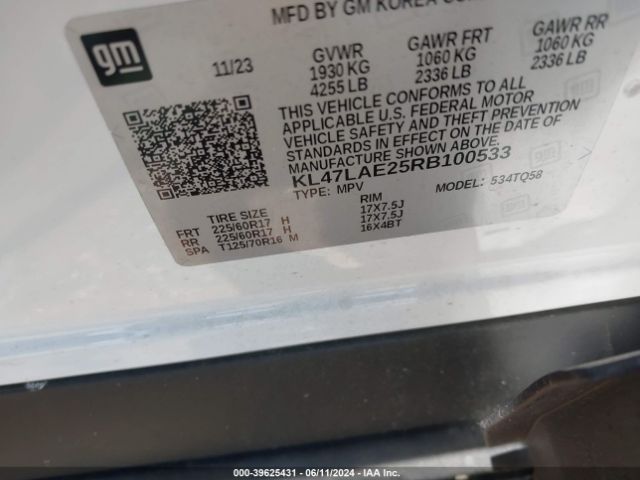 MFD BY GM KOREA
gm
11/23 GVWR GAWR FRT GAWR RR
1930 KG 1060 KG 1060 KG
4255 LB 2336 LB 2336 LB
THIS VEHICLE CONFORMS TO ALL
APPLICABLE U.S. FEDERAL MOTOR
VEHICLE SAFETY AND THEFT PREVENTION
STANDARDS IN EFFECT ON THE DATE OF
MANUFACTURE SHOWN ABOVE.
KL47LAE25RB100533
TYPE: MPV MODEL: 534TQ58
TIRE SIZE RIM
FRT 225/60R17 H 17X7.5J
RR 225/60R17 H 17X7.5J
SPA T125/70R16 M 16X4BT
000-39625431 - 06/11/2024 - IAA Inc.